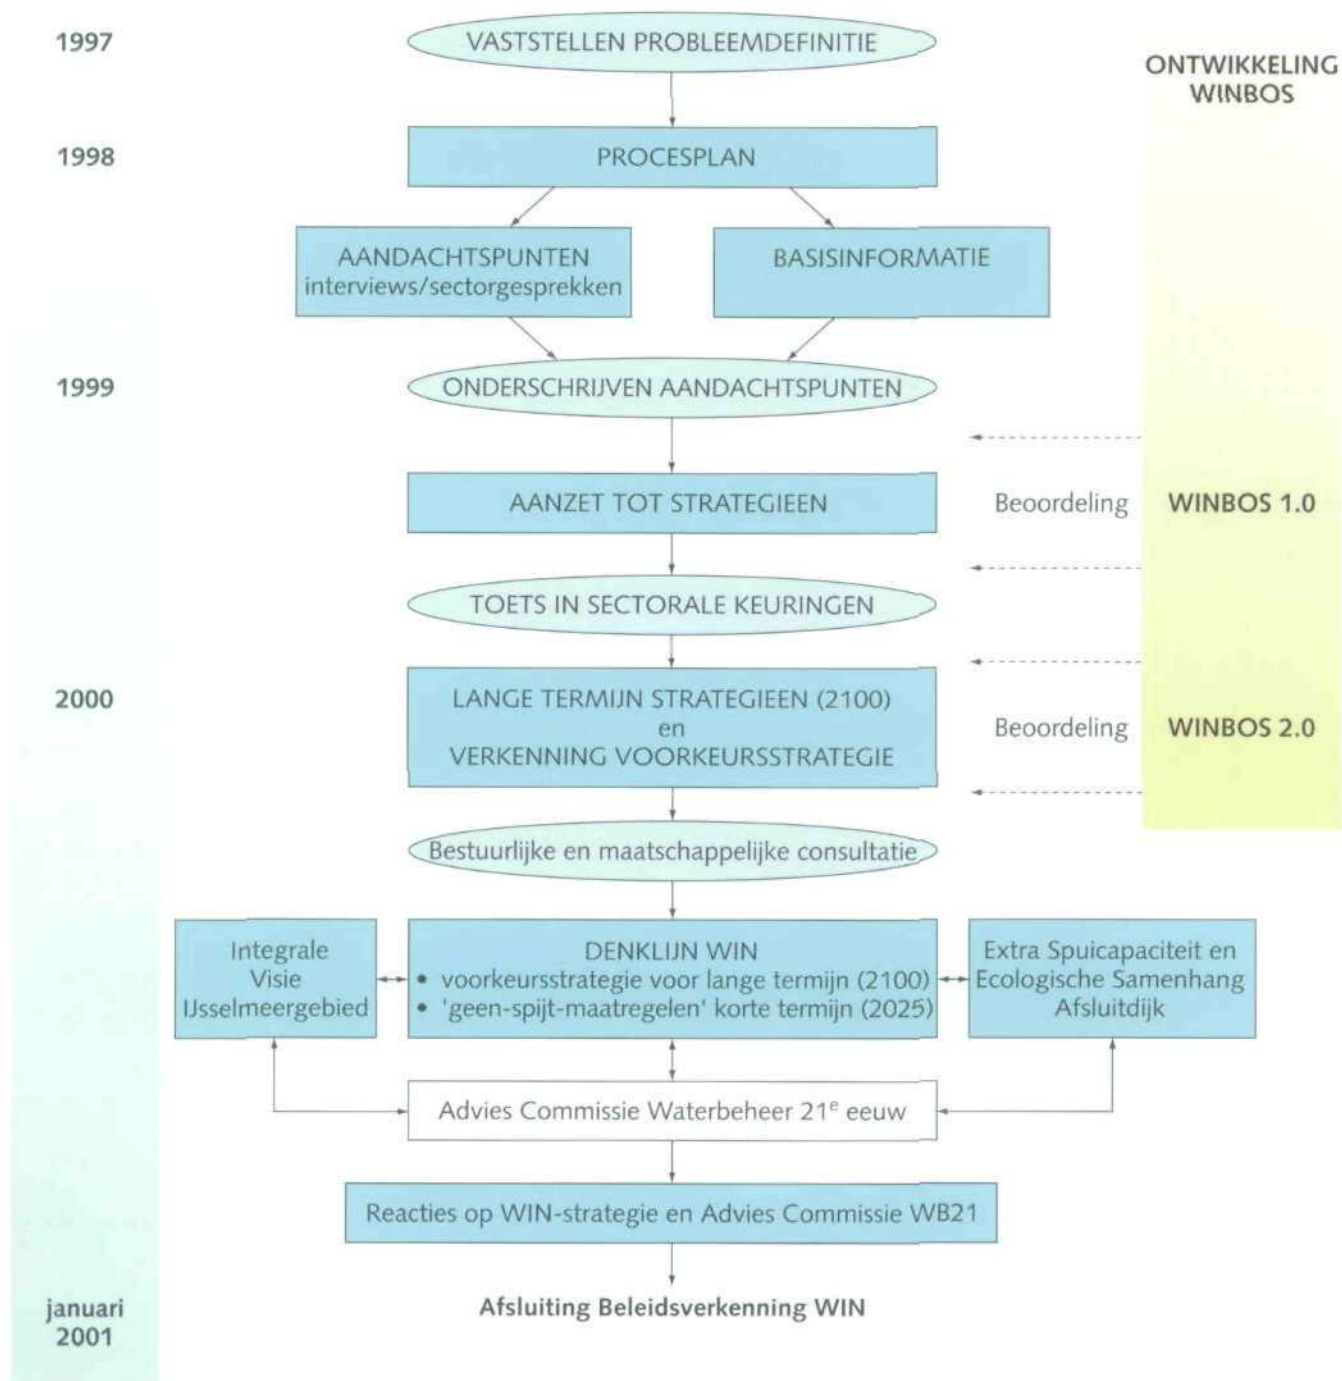 1997
VASTSTELLEN PROBLEEMDEFINITIE
ONTWIKKELING
WINBOS
1998
PROCESPLAN
AANDACHTSPUNTEN
interviews/sectorgesprekken
BASISINFORMATIE
1999
ONDERSCHRIJVEN AANDACHTSPUNTEN
AANZET TOT STRATEGIEEN
Beoordeling
WINBOS 1.0
TOETS IN SECTORALE KEURINGEN
2000
LANGE TERMIJN STRATEGIEEN (2100)
en
VERKENNING VOORKEURSSTRATEGIE
Beoordeling
WINBOS 2.0
Bestuurlijke en maatschappelijke consultatie
Integrale
Visie
IJsselmeergebied
DENKLIJN WIN
• voorkeursstrategie voor lange termijn (2100)
• 'geen-spijt-maatregelen' korte termijn (2025)
Extra Spuicapaciteit en
Ecologische Samenhang
Afsluitdijk
Advies Commissie Waterbeheer 21e eeuw
Reacties op WIN-strategie en Advies Commissie WB21
januari
2001
Afsluiting Beleidsverkenning WIN